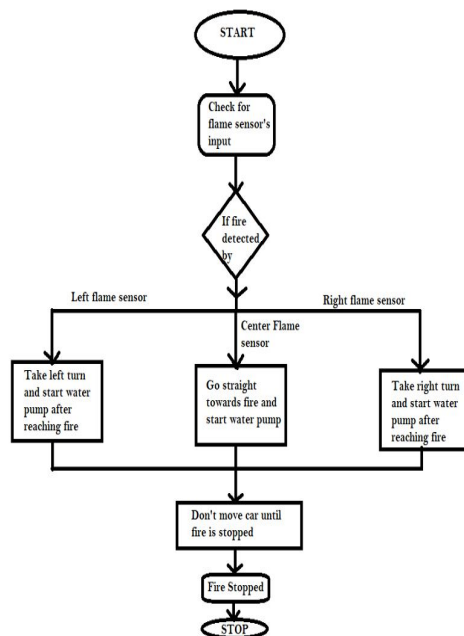 START
Check for
flame sensor's
input
If fire
detected
by
Left flame sensor
Right flame sensor
Center Flame
sensor
Take left turn
and start water
pump after
reaching fire
Go straight
towards fire and
start water pump
Take right turn
and start water
pump after
reaching fire
Don't move car until
fire is stopped
Fire Stopped
STOP